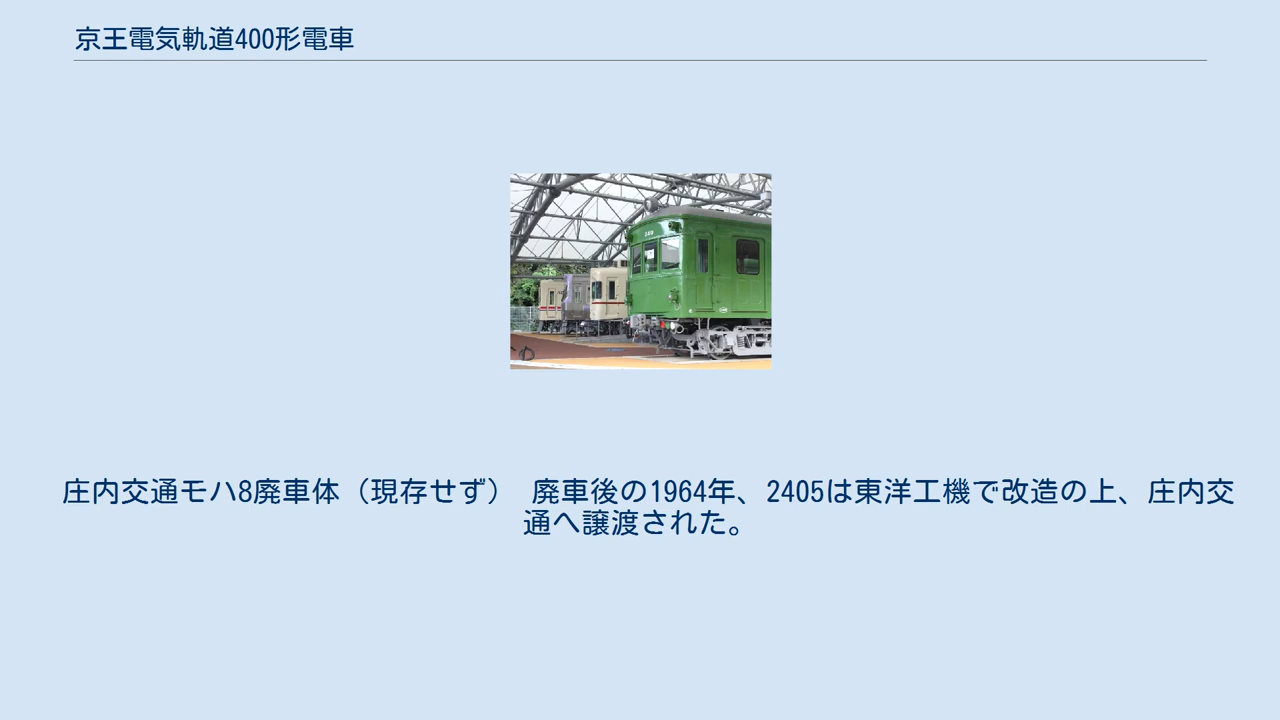 京王電気軌道400形電車
庄内交通モハ8廃車体（現存せず）　廃車後の1964年、2405は東洋工機で改造の上、庄内交
通へ譲渡された。